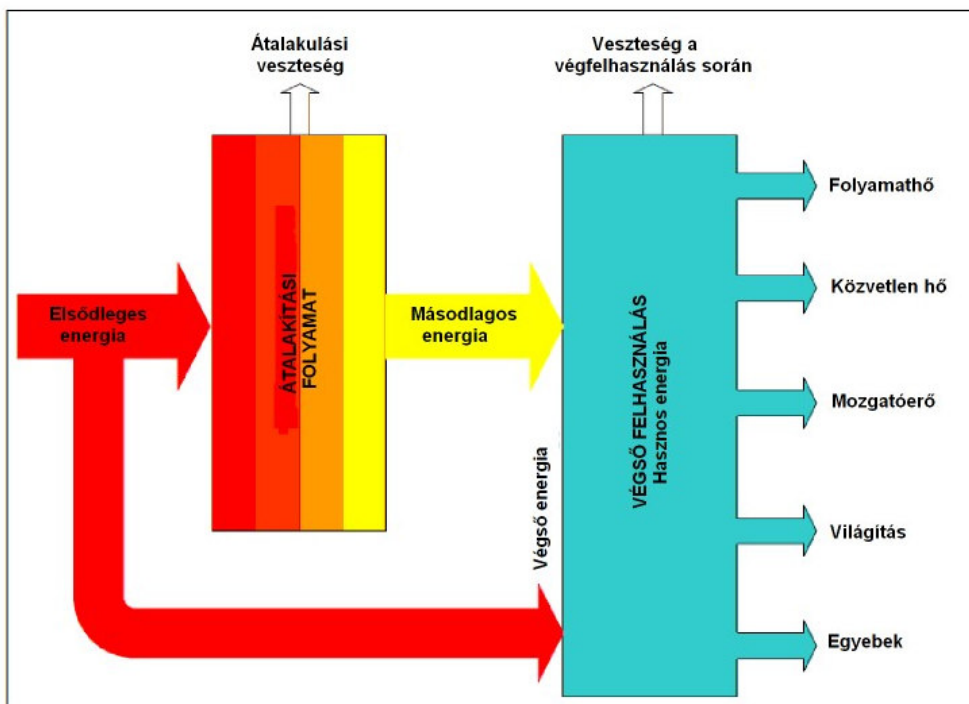 Átalakulási
veszteség
Veszteség a
végfelhasználás során
Elsődleges
energia
ÁTALAKÍTÁSI
FOLYAMAT
Másodlagos
energia
Végső energia
VÉGSŐ FELHASZNÁLÁS
Hasznos energia
Folyamathő
Közvetlen hő
Mozgatóerő
Világítás
Egyebek